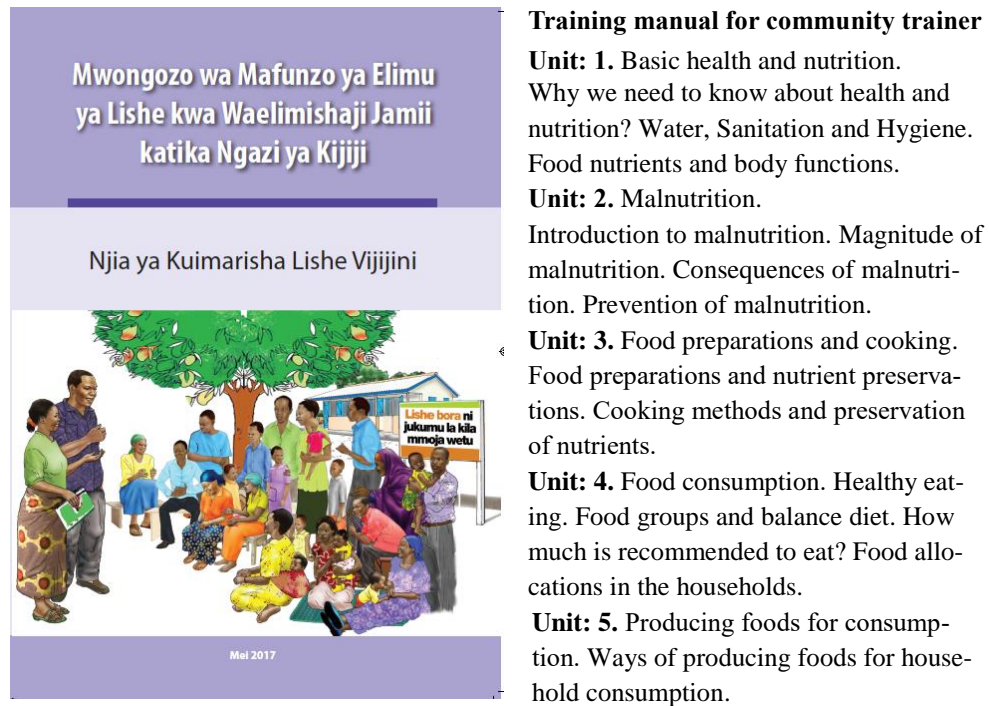 Mwongozo wa Mafunzo ya Elimu
ya Lishe kwa Waelimishaji Jamii
katika Ngazi ya Kijiji
Njia ya Kuimarisha Lishe Vijijini
Lishe bora ni
jukumu la kila
mmoja wetu
Mei 2017
Training manual for community trainer
Unit: 1. Basic health and nutrition.
Why we need to know about health and
nutrition? Water, Sanitation and Hygiene.
Food nutrients and body functions.
Unit: 2. Malnutrition.
Introduction to malnutrition. Magnitude of
malnutrition. Consequences of malnutri-
tion. Prevention of malnutrition.
Unit: 3. Food preparations and cooking.
Food preparations and nutrient preserva-
tions. Cooking methods and preservation
of nutrients.
Unit: 4. Food consumption. Healthy eat-
ing. Food groups and balance diet. How
much is recommended to eat? Food allo-
cations in the households.
Unit: 5. Producing foods for consump-
tion. Ways of producing foods for house-
hold consumption.